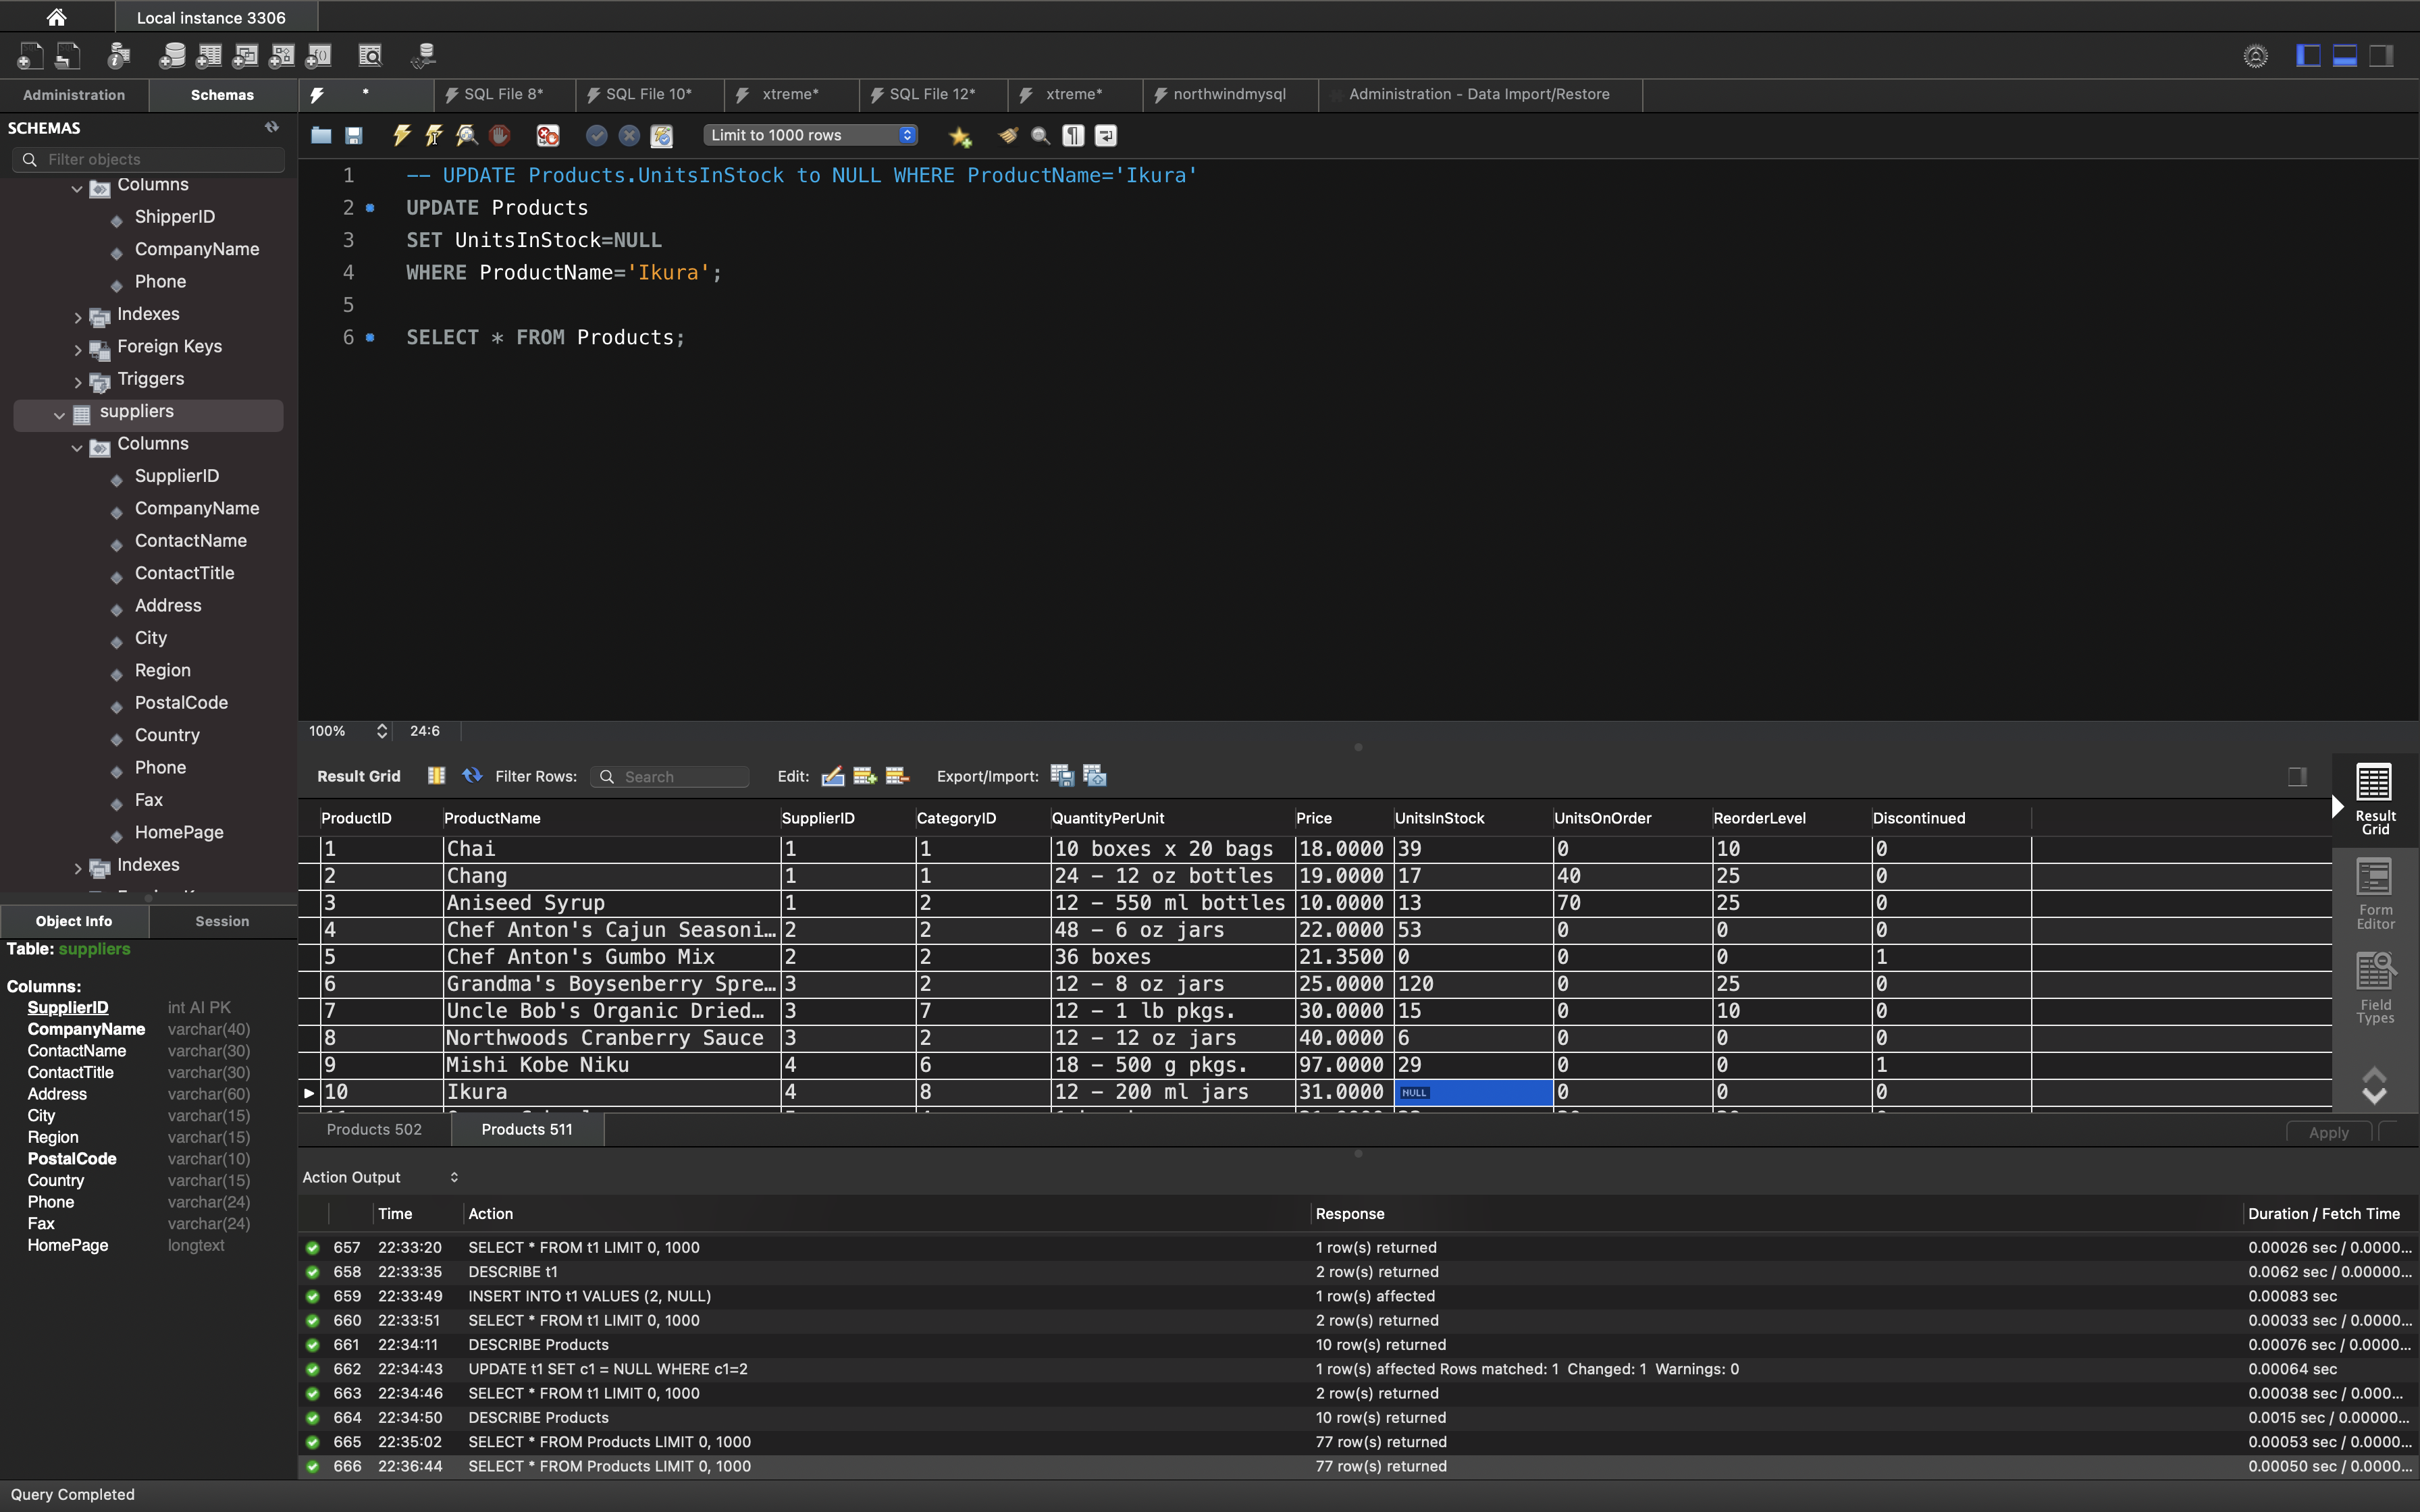 Local instance 3306
Administration
Schemas
*
SQL File 8*
SQL File 10*
xtreme*
SQL File 12*
xtreme*
northwindmysql
Administration - Data Import/Restore
SCHEMAS
Filter objects
Limit to 1000 rows
Columns
ShipperID
CompanyName
Phone
Indexes
Foreign Keys
Triggers
suppliers
Columns
SupplierID
CompanyName
ContactName
ContactTitle
Address
City
Region
PostalCode
Country
Phone
Fax
HomePage
Indexes
1 -- UPDATE Products.UnitsInStock to NULL WHERE ProductName='Ikura'
2 UPDATE Products
3 SET UnitsInStock=NULL
4 WHERE ProductName='Ikura';
5
6 SELECT * FROM Products;
100% 24:6
Result Grid Filter Rows: Search Edit: Export/Import:
ProductID ProductName SupplierID CategoryID QuantityPerUnit Price UnitsInStock UnitsOnOrder ReorderLevel Discontinued
1 Chai 1 1 10 boxes x 20 bags 18.0000 39 0 10 0
2 Chang 1 1 24 – 12 oz bottles 19.0000 17 40 25 0
3 Aniseed Syrup 1 2 12 – 550 ml bottles 10.0000 13 70 25 0
4 Chef Anton's Cajun Seasoni... 2 2 48 – 6 oz jars 22.0000 53 0 0 0
5 Chef Anton's Gumbo Mix 2 2 36 boxes 21.3500 0 0 0 1
6 Grandma's Boysenberry Spre... 3 2 12 – 8 oz jars 25.0000 120 0 25 0
7 Uncle Bob's Organic Dried... 3 7 12 – 1 lb pkgs. 30.0000 15 0 10 0
8 Northwoods Cranberry Sauce 3 2 12 – 12 oz jars 40.0000 6 0 0 0
9 Mishi Kobe Niku 4 6 18 – 500 g pkgs. 97.0000 29 0 0 1
10 Ikura 4 8 12 – 200 ml jars 31.0000 NULL 0 0 0
Result
Grid
Form
Editor
Field
Types
Products 502
Products 511
Apply
Object Info
Session
Table: suppliers
Columns:
SupplierID int AI PK
CompanyName varchar(40)
ContactName varchar(30)
ContactTitle varchar(30)
Address varchar(60)
City varchar(15)
Region varchar(15)
PostalCode varchar(10)
Country varchar(15)
Phone varchar(24)
Fax varchar(24)
HomePage longtext
Action Output
Time Action Response Duration / Fetch Time
657 22:33:20 SELECT * FROM t1 LIMIT 0, 1000 1 row(s) returned 0.00026 sec / 0.0000...
658 22:33:35 DESCRIBE t1 2 row(s) returned 0.0062 sec / 0.00000...
659 22:33:49 INSERT INTO t1 VALUES (2, NULL) 1 row(s) affected 0.00083 sec
660 22:33:51 SELECT * FROM t1 LIMIT 0, 1000 2 row(s) returned 0.00033 sec / 0.0000...
661 22:34:11 DESCRIBE Products 10 row(s) returned 0.00076 sec / 0.0000...
662 22:34:43 UPDATE t1 SET c1 = NULL WHERE c1=2 1 row(s) affected Rows matched: 1 Changed: 1 Warnings: 0 0.00064 sec
663 22:34:46 SELECT * FROM t1 LIMIT 0, 1000 2 row(s) returned 0.00038 sec / 0.000...
664 22:34:50 DESCRIBE Products 10 row(s) returned 0.0015 sec / 0.00000...
665 22:35:02 SELECT * FROM Products LIMIT 0, 1000 77 row(s) returned 0.00053 sec / 0.0000...
666 22:36:44 SELECT * FROM Products LIMIT 0, 1000 77 row(s) returned 0.00050 sec / 0.0000...
Query Completed